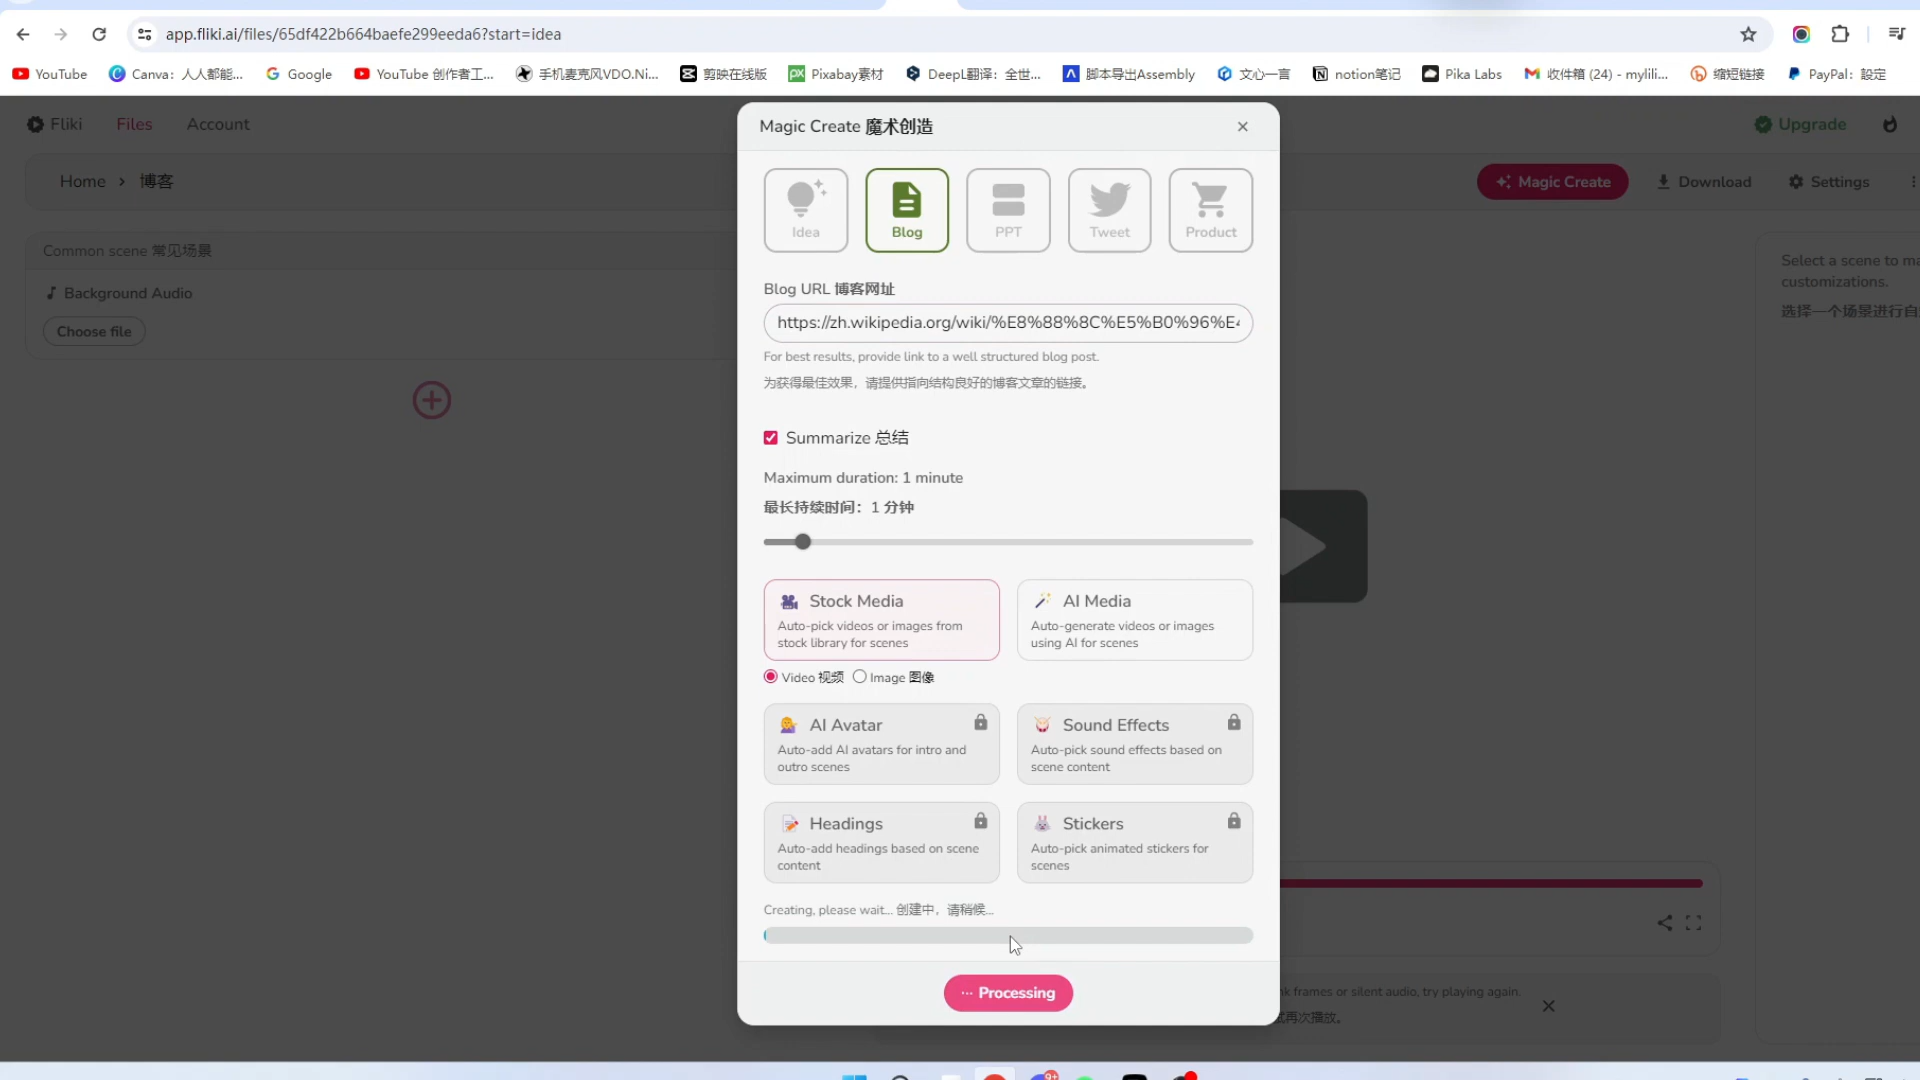 app.fliki.ai/files/65df422b664baefe299eeda6?start=idea
YouTube
Canva：人人都能...
Google
YouTube 创作者工...
手机麦克风VDO.Ni...
剪映在线版
Pixabay素材
DeepL翻译：全世...
脚本导出Assembly
文心一言
notion笔记
Pika Labs
收件箱 (24) - mylili...
缩短链接
PayPal：設定
Fliki
Files
Account
Upgrade
Home › 博客
Magic Create
Download
Settings
Common scene 常见场景
Background Audio
Choose file
Magic Create 魔术创造
Idea
Blog
PPT
Tweet
Product
Blog URL 博客网址
https://zh.wikipedia.org/wiki/%E8%88%8C%E5%B0%96%E4
For best results, provide link to a well structured blog post.
为获得最佳效果，请提供指向结构良好的博客文章的链接。
Summarize 总结
Maximum duration: 1 minute
最长持续时间：1 分钟
Stock Media
Auto-pick videos or images from
stock library for scenes
AI Media
Auto-generate videos or images
using AI for scenes
Video 视频
Image 图像
AI Avatar
Auto-add AI avatars for intro and
outro scenes
Sound Effects
Auto-pick sound effects based on
scene content
Headings
Auto-add headings based on scene
content
Stickers
Auto-pick animated stickers for
scenes
Creating, please wait... 创建中，请稍候...
··· Processing
Select a scene to ma
customizations.
选择一个场景进行自
frames or silent audio, try playing again.
再次播放。
9+